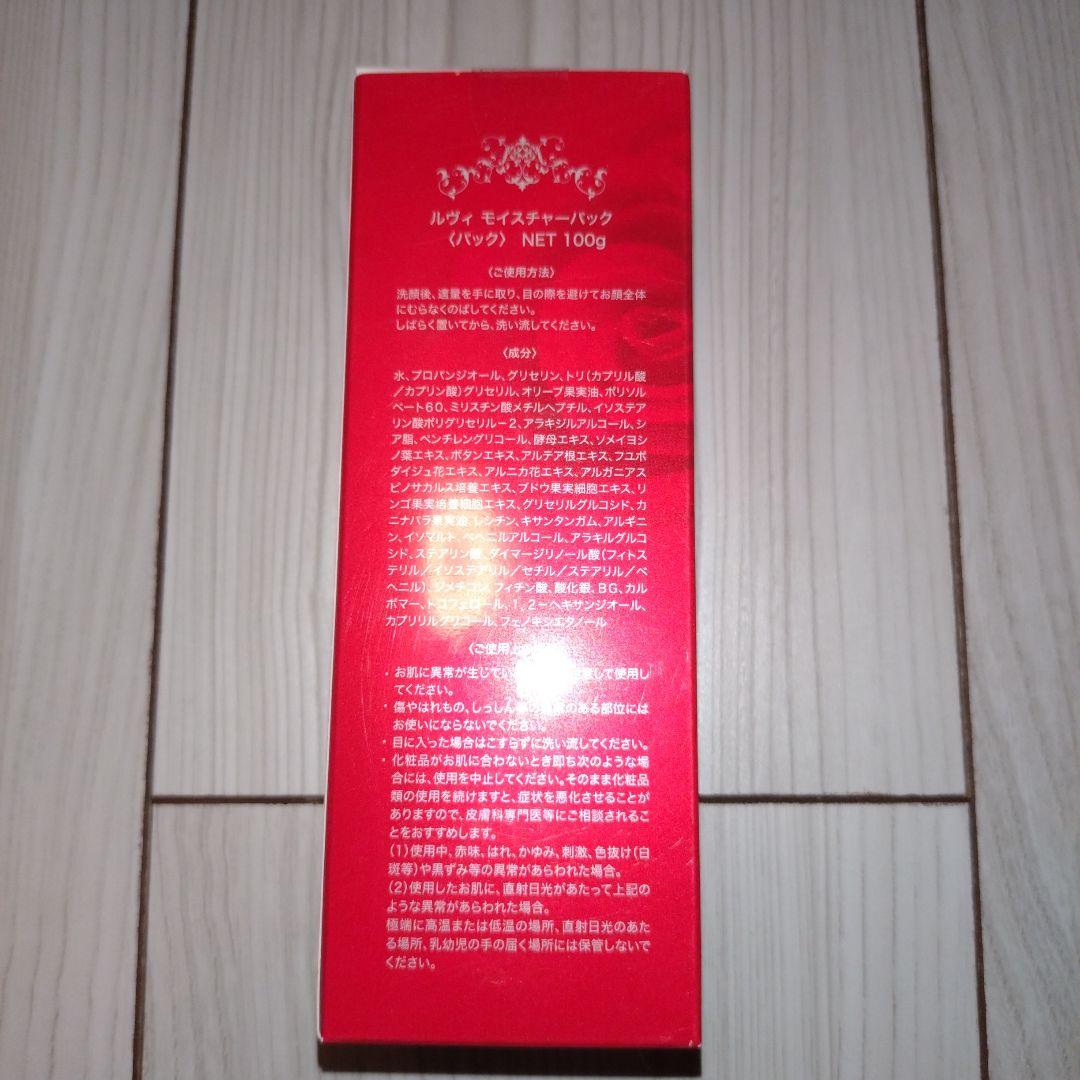 ルヴィ モイスチャーパック
〈パック〉 NET 100g
〈ご使用方法〉
洗顔後、適量を手に取り、目の際を避けてお顔全体
にむらなくのばしてください。
しばらく置いてから、洗い流してください。
〈成分〉
水、プロパンジオール、グリセリン、トリ(カプリル酸
/カプリン酸)グリセリル、オリーブ果実油、ポリソル
ベート60、ミリスチン酸メチルヘプチル、イソステア
リン酸ポリグリセリル-2、アラキジルアルコール、シ
ア脂、ペンチレングリコール、酵母エキス、ソメイヨシ
ノ葉エキス、ボタンエキス、アルテア根エキス、フユボ
ダイジュ花エキス、アルニカ花エキス、アルガニアス
ピノサカルス培養エキス、ブドウ果実細胞エキス、リ
ンゴ果実培養細胞エキス、グリセリルグルコシド、カ
ニナバラ果実油、レシチン、キサンタンガム、アルギニ
ン、イソマルト、ベヘニルアルコール、アラキルグルコ
シド、ステアリン酸、ダイマージリノール酸(フィトス
テリル/イソステアリル/セチル/ステアリル/ベ
ヘニル)、ジメチコン、フィチン酸、酸化銀、BG、カル
ボマー、トコフェロール、1,2-ヘキサンジオール、
カプリリルグリコール、フェノキシエタノール
〈ご使用上
・お肌に異常が生じてい して使用し
てください。
・傷やはれもの、しっしん のある部位には
お使いにならないでください。
・目に入った場合はこすらずに洗い流してください。
・化粧品がお肌に合わないとき即ち次のような場
合には、使用を中止してください。そのまま化粧品
類の使用を続けますと、症状を悪化させることが
ありますので、皮膚科専門医等にご相談されるこ
とをおすすめします。
(1)使用中、赤味、はれ、かゆみ、刺激、色抜け(白
斑等)や黒ずみ等の異常があらわれた場合。
(2)使用したお肌に、直射日光があたって上記の
ような異常があらわれた場合。
極端に高温または低温の場所、直射日光のあた
る場所、乳幼児の手の届く場所には保管しないで
ください。